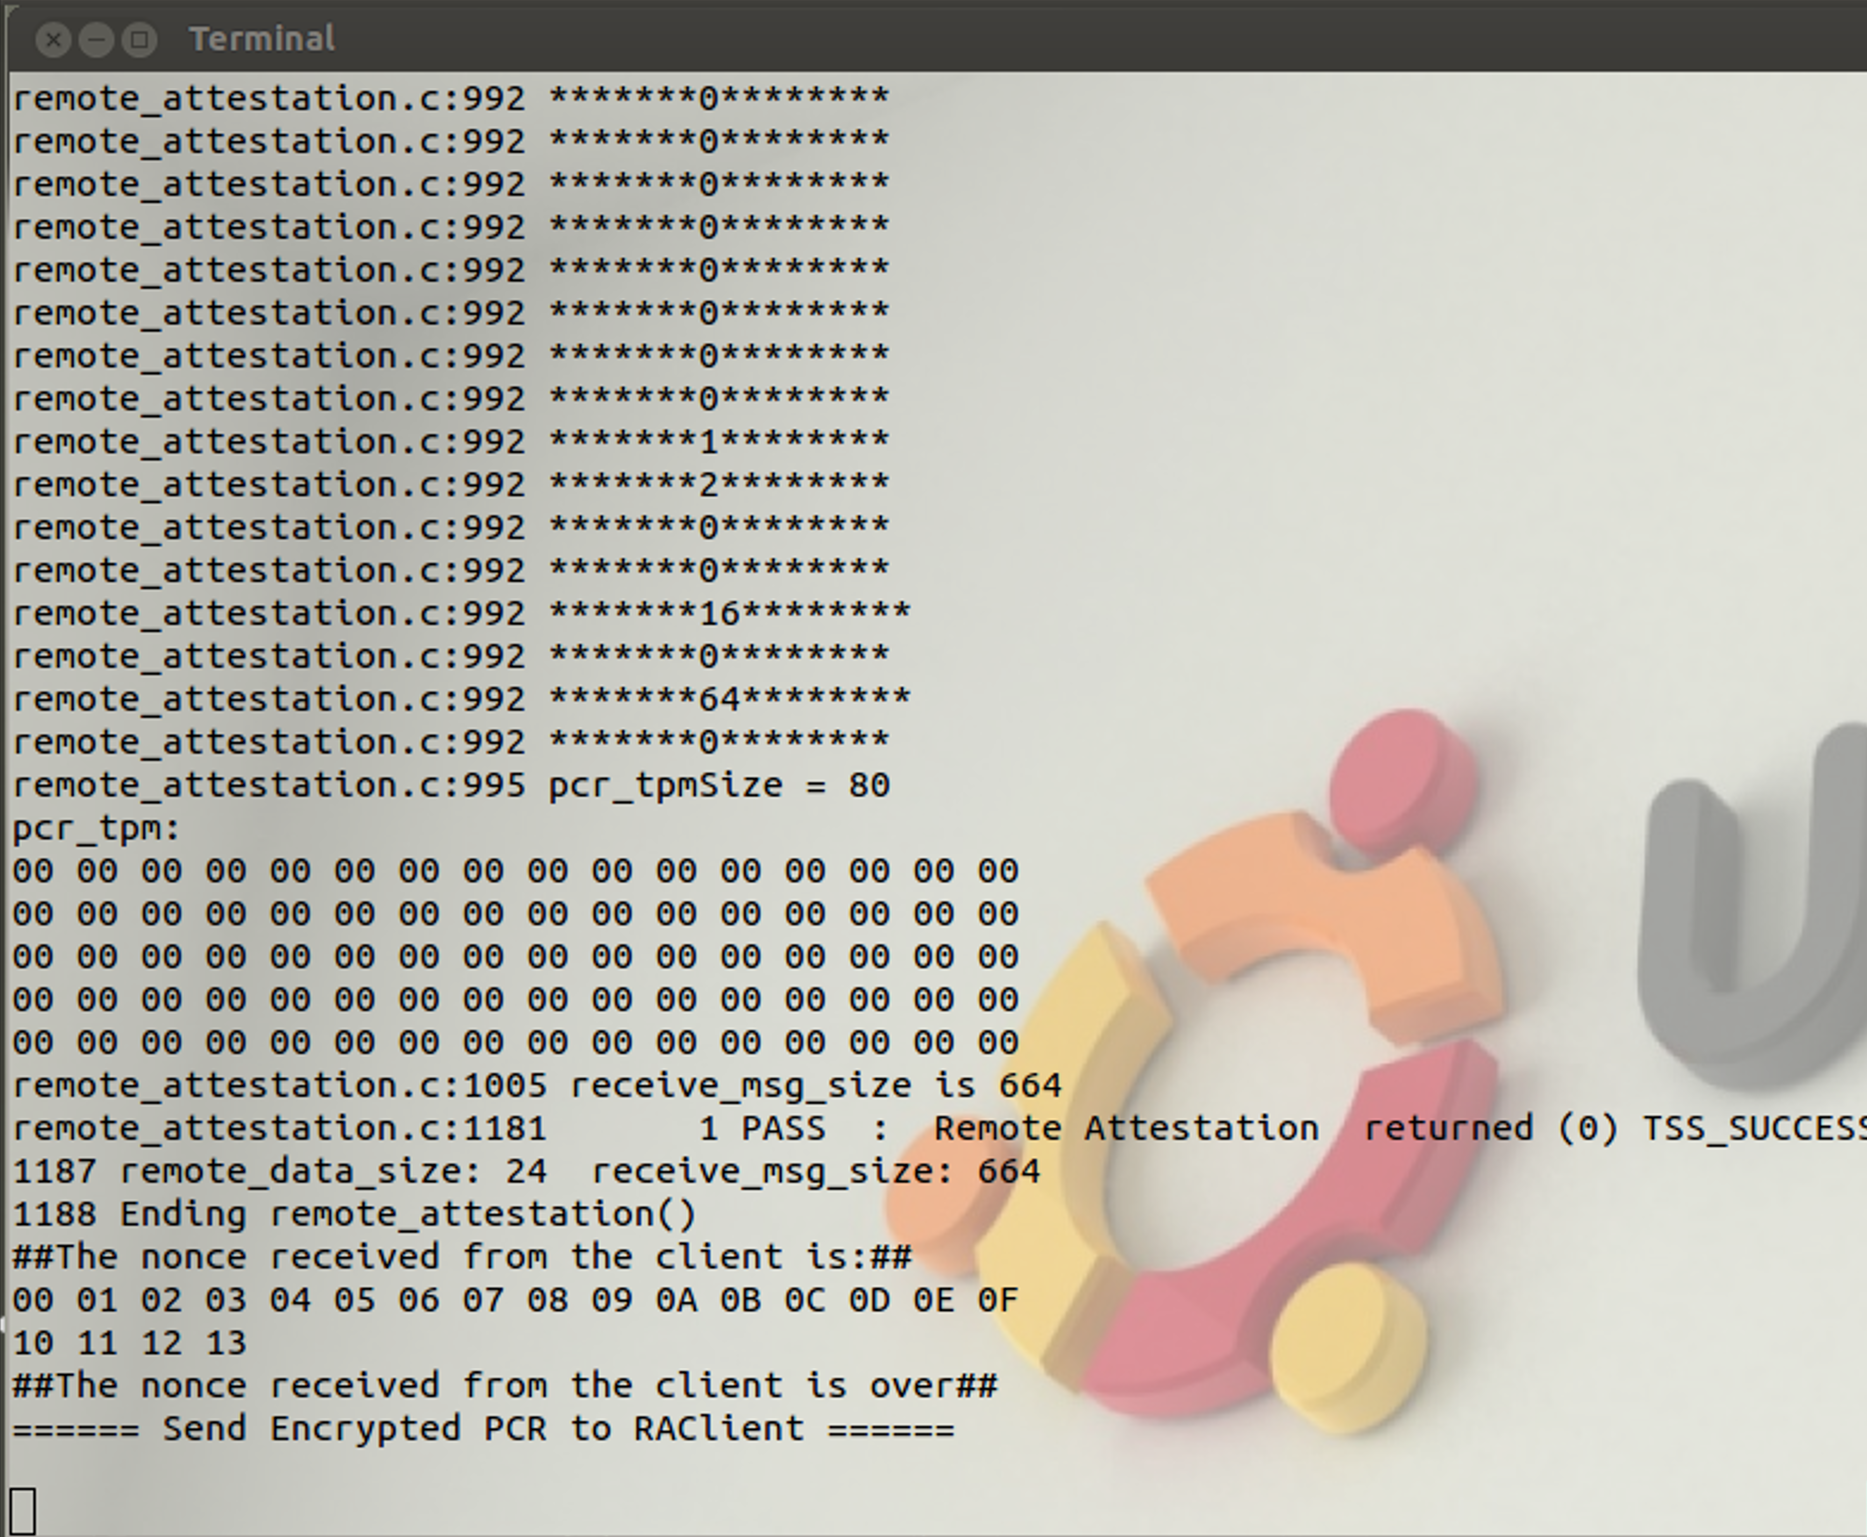 Terminal
remote_attestation.c:992 *******0********
remote_attestation.c:992 *******0********
remote_attestation.c:992 *******0********
remote_attestation.c:992 *******0********
remote_attestation.c:992 *******0********
remote_attestation.c:992 *******0********
remote_attestation.c:992 *******0********
remote_attestation.c:992 *******0********
remote_attestation.c:992 *******1********
remote_attestation.c:992 *******2********
remote_attestation.c:992 *******0********
remote_attestation.c:992 *******0********
remote_attestation.c:992 *******16********
remote_attestation.c:992 *******0********
remote_attestation.c:992 *******64********
remote_attestation.c:992 *******0********
remote_attestation.c:995 pcr_tpmSize = 80
pcr_tpm:
00 00 00 00 00 00 00 00 00 00 00 00 00 00 00 00
00 00 00 00 00 00 00 00 00 00 00 00 00 00 00 00
00 00 00 00 00 00 00 00 00 00 00 00 00 00 00 00
00 00 00 00 00 00 00 00 00 00 00 00 00 00 00 00
00 00 00 00 00 00 00 00 00 00 00 00 00 00 00 00
remote_attestation.c:1005 receive_msg_size is 664
remote_attestation.c:1181       1 PASS  :  Remote Attestation  returned (0) TSS_SUCCESS
1187 remote_data_size: 24  receive_msg_size: 664
1188 Ending remote_attestation()
##The nonce received from the client is:##
00 01 02 03 04 05 06 07 08 09 0A 0B 0C 0D 0E 0F
10 11 12 13
##The nonce received from the client is over##
====== Send Encrypted PCR to RAClient ======